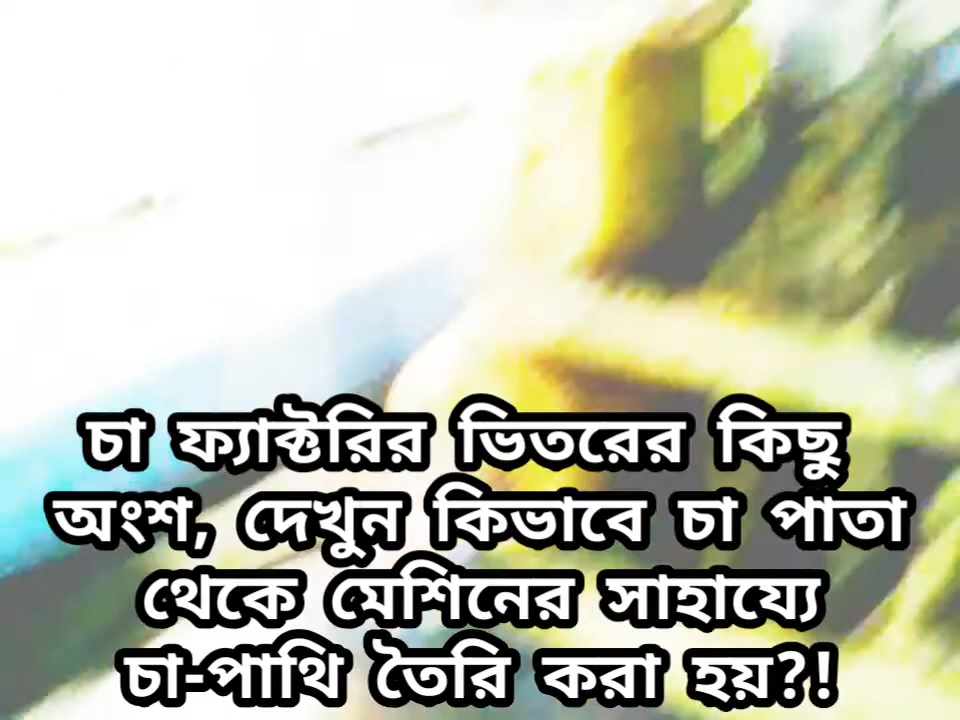 চা ফ্যাক্টরির ভিতরের কিছু
অংশ, দেখুন কিভাবে চা পাতা
থেকে মেশিনের সাহায্যে
চা-পাথি তৈরি করা হয়?!